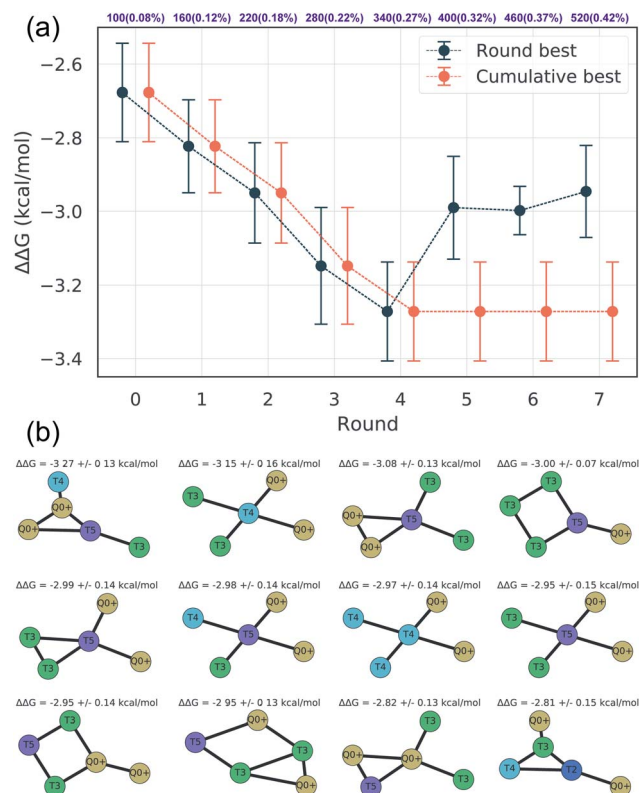 (a)
100(0.08%) 160(0.12%) 220(0.18%) 280(0.22%) 340(0.27%) 400(0.32%) 460(0.37%) 520(0.42%)
Round best
Cumulative best
ΔΔG (kcal/mol)
−2.6
−2.8
−3.0
−3.2
−3.4
0 1 2 3 4 5 6 7
Round
(b)
ΔΔG = -3 27 +/- 0 13 kcal/mol
T4
Q0+
Q0+
T5
T3
ΔΔG = -3 15 +/- 0 16 kcal/mol
Q0+
T3
T4
Q0+
T3
ΔΔG = -3.08 +/- 0.13 kcal/mol
T3
Q0+
T5
Q0+
T3
ΔΔG = -3.00 +/- 0.07 kcal/mol
T3
T3
T5
T3
Q0+
ΔΔG = -2.99 +/- 0.14 kcal/mol
Q0+
T3
T5
T3
Q0+
ΔΔG = -2.98 +/- 0.14 kcal/mol
Q0+
T4
T5
Q0+
T3
ΔΔG = -2.97 +/- 0.14 kcal/mol
Q0+
T4
T4
Q0+
T4
ΔΔG = -2.95 +/- 0.15 kcal/mol
Q0+
T3
T5
Q0+
T3
ΔΔG = -2.95 +/- 0.14 kcal/mol
T3
T5
Q0+
Q0+
T3
ΔΔG = -2 95 +/- 0 13 kcal/mol
Q0+
T5
T3
T3
Q0+
ΔΔG = -2.82 +/- 0.13 kcal/mol
T3
Q0+
Q0+
T3
T5
ΔΔG = -2.81 +/- 0.15 kcal/mol
Q0+
T3
T4
T2
Q0+